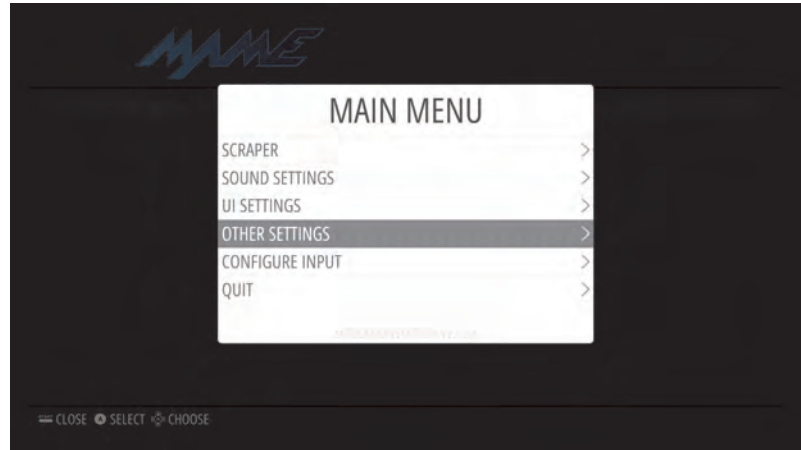 MAME
MAIN MENU
SCRAPER
SOUND SETTINGS
UI SETTINGS
OTHER SETTINGS
CONFIGURE INPUT
QUIT
CLOSE SELECT CHOOSE